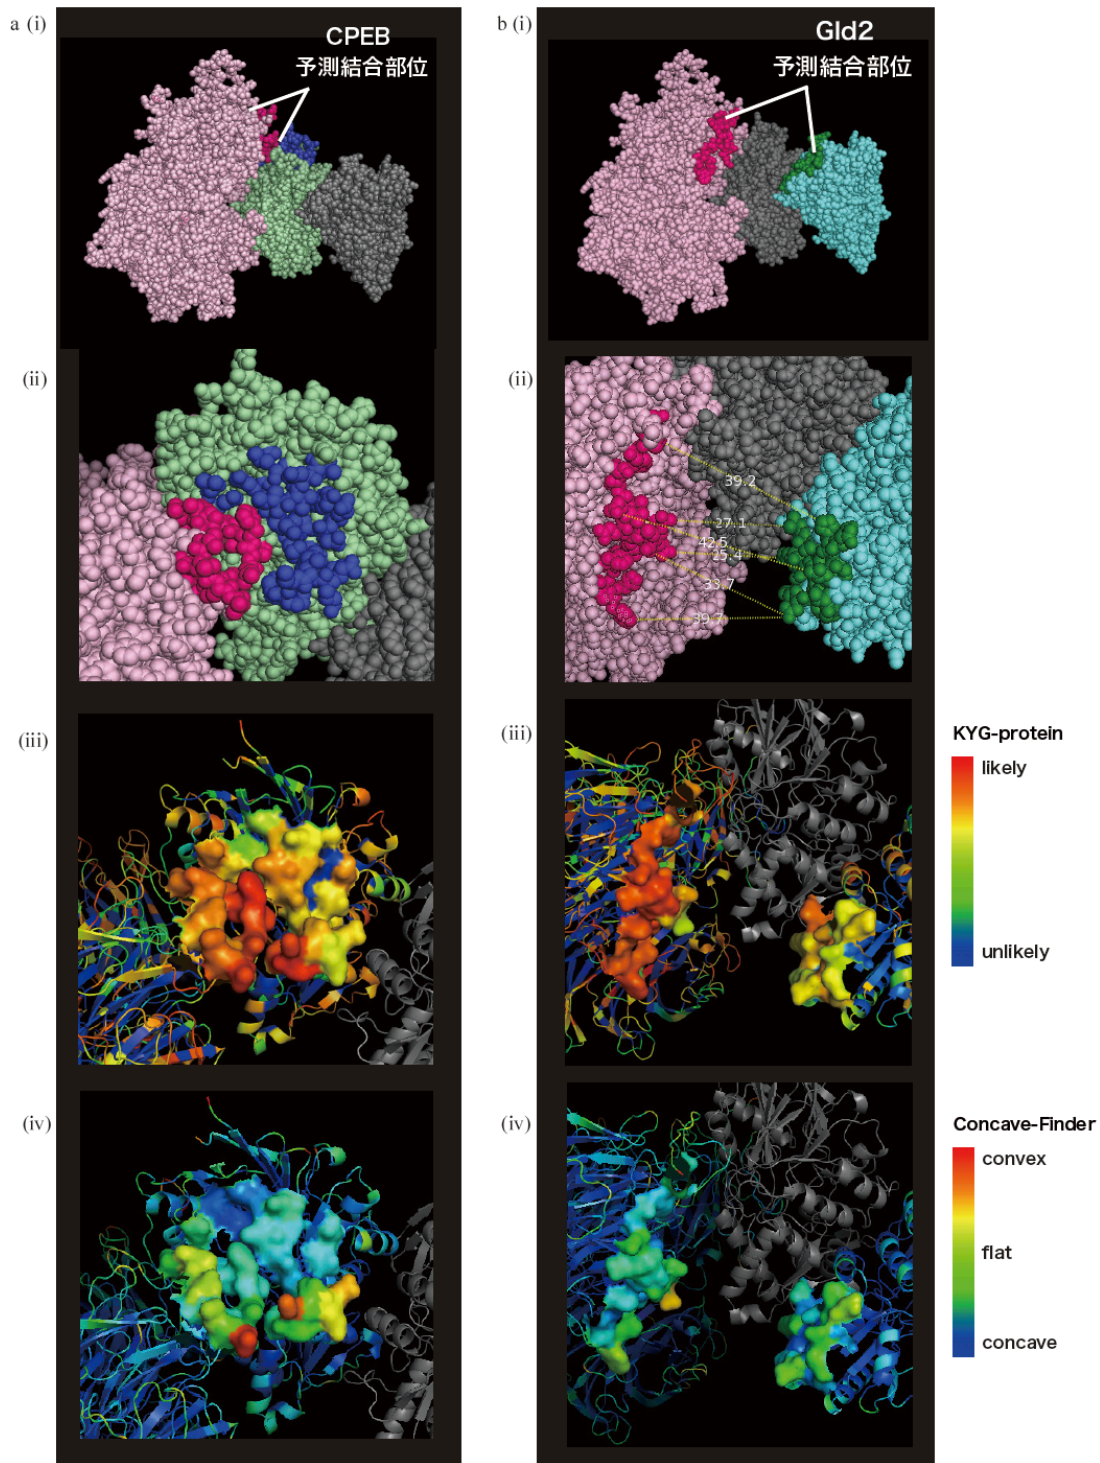 a (i)
CPEB
予測結合部位
b (i)
Gld2
予測結合部位
(ii)
(ii)
39.2
27.1
42.5
25.4
33.7
39.7
(iii)
(iii)
KYG-protein
likely
unlikely
(iv)
(iv)
Concave-Finder
convex
flat
concave